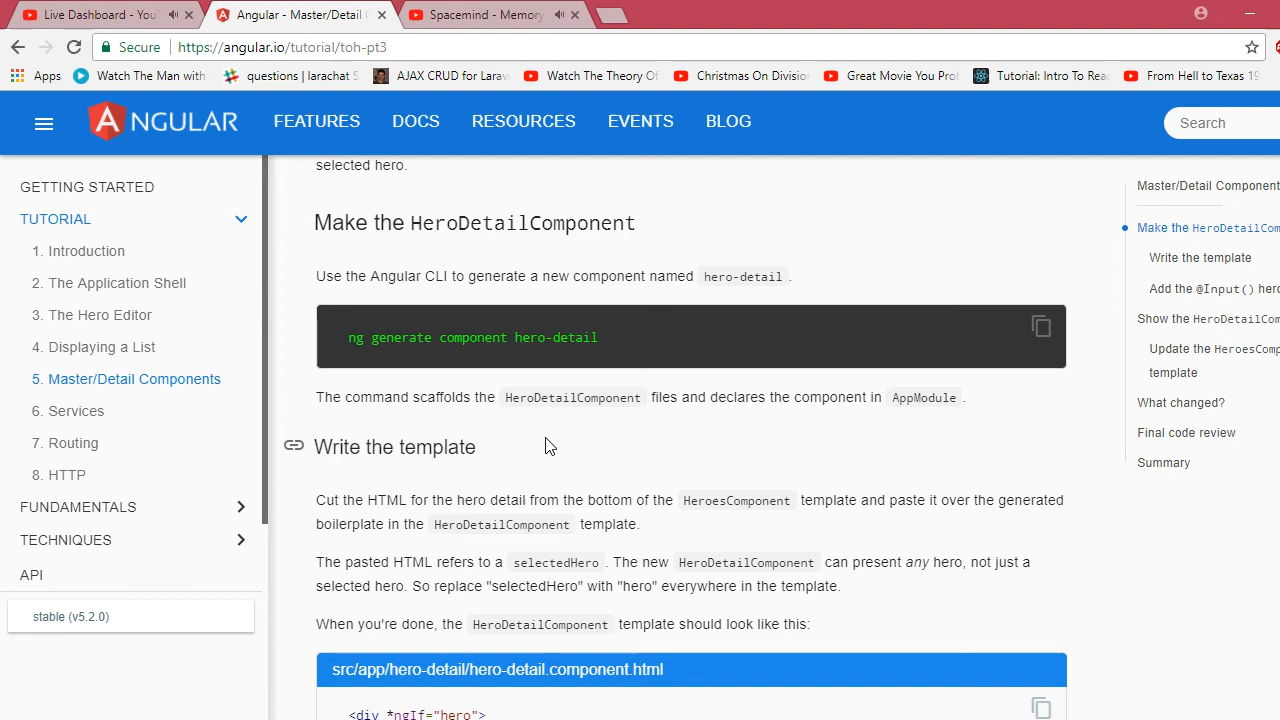 Live Dashboard - You
Angular - Master/Detail C
Spacemind - Memory
Secure
https://angular.io/tutorial/toh-pt3
Apps
Watch The Man with
questions | larachat S
AJAX CRUD for Larav
Watch The Theory Of
Christmas On Division
Great Movie You Prob
Tutorial: Intro To Reac
From Hell to Texas 19
ANGULAR
FEATURES
DOCS
RESOURCES
EVENTS
BLOG
Search
GETTING STARTED
TUTORIAL
1. Introduction
2. The Application Shell
3. The Hero Editor
4. Displaying a List
5. Master/Detail Components
6. Services
7. Routing
8. HTTP
FUNDAMENTALS
TECHNIQUES
API
stable (v5.2.0)
selected hero.
Make the HeroDetailComponent
Use the Angular CLI to generate a new component named hero-detail.
ng generate component hero-detail
The command scaffolds the HeroDetailComponent files and declares the component in AppModule.
Write the template
Cut the HTML for the hero detail from the bottom of the HeroesComponent template and paste it over the generated
boilerplate in the HeroDetailComponent template.
The pasted HTML refers to a selectedHero. The new HeroDetailComponent can present any hero, not just a
selected hero. So replace "selectedHero" with "hero" everywhere in the template.
When you're done, the HeroDetailComponent template should look like this:
src/app/hero-detail/hero-detail.component.html
<div *ngIf="hero">
Master/Detail Component
Make the HeroDetailCom
Write the template
Add the @Input() hero
Show the HeroDetailCom
Update the HeroesComp
template
What changed?
Final code review
Summary